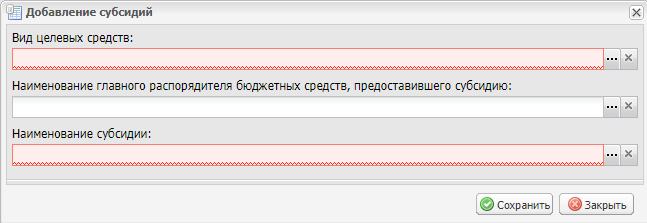 Добавление субсидий
Вид целевых средств:
Наименование главного распорядителя бюджетных средств, предоставившего субсидию:
Наименование субсидии:
Сохранить Закрыть